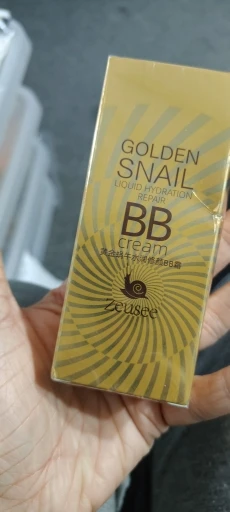 GOLDEN
SNAIL
LIQUID HYDRATION
REPAIR
BB
cream
Zeusee